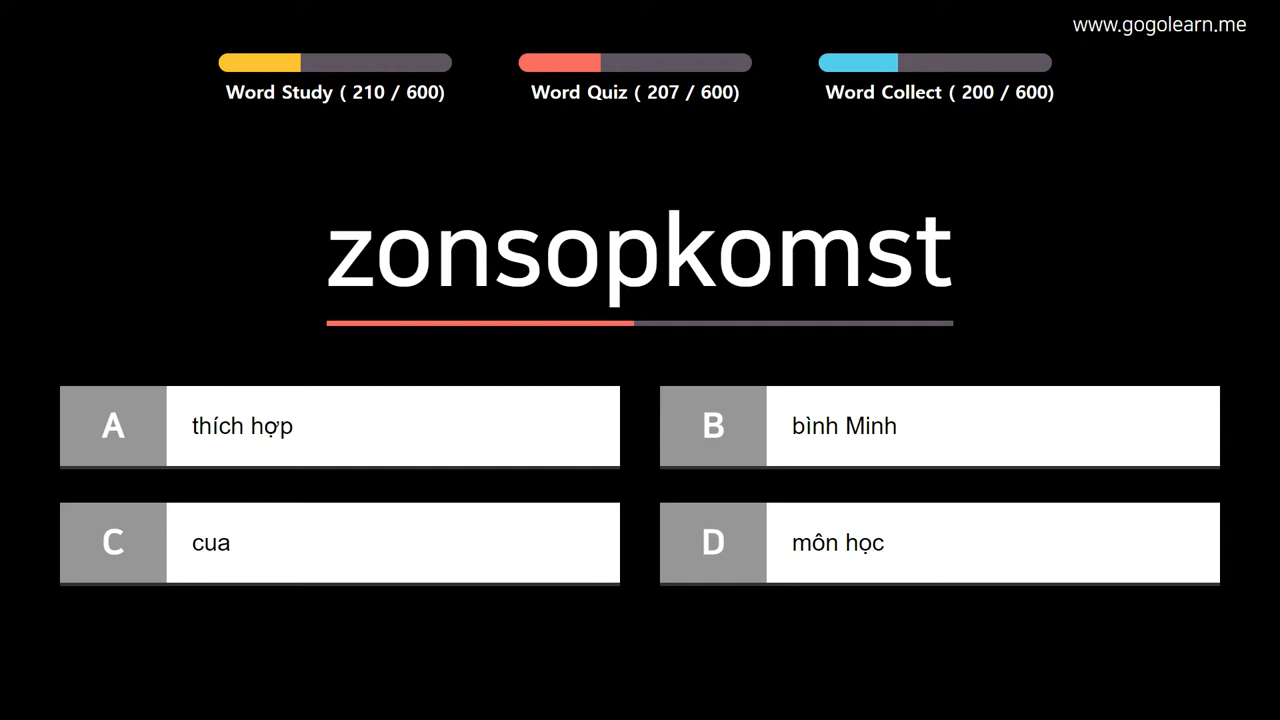 www.gogolearn.me
Word Study ( 210 / 600)
Word Quiz ( 207 / 600)
Word Collect ( 200 / 600)
zonsopkomst
A thích hợp
B bình Minh
C cua
D môn học